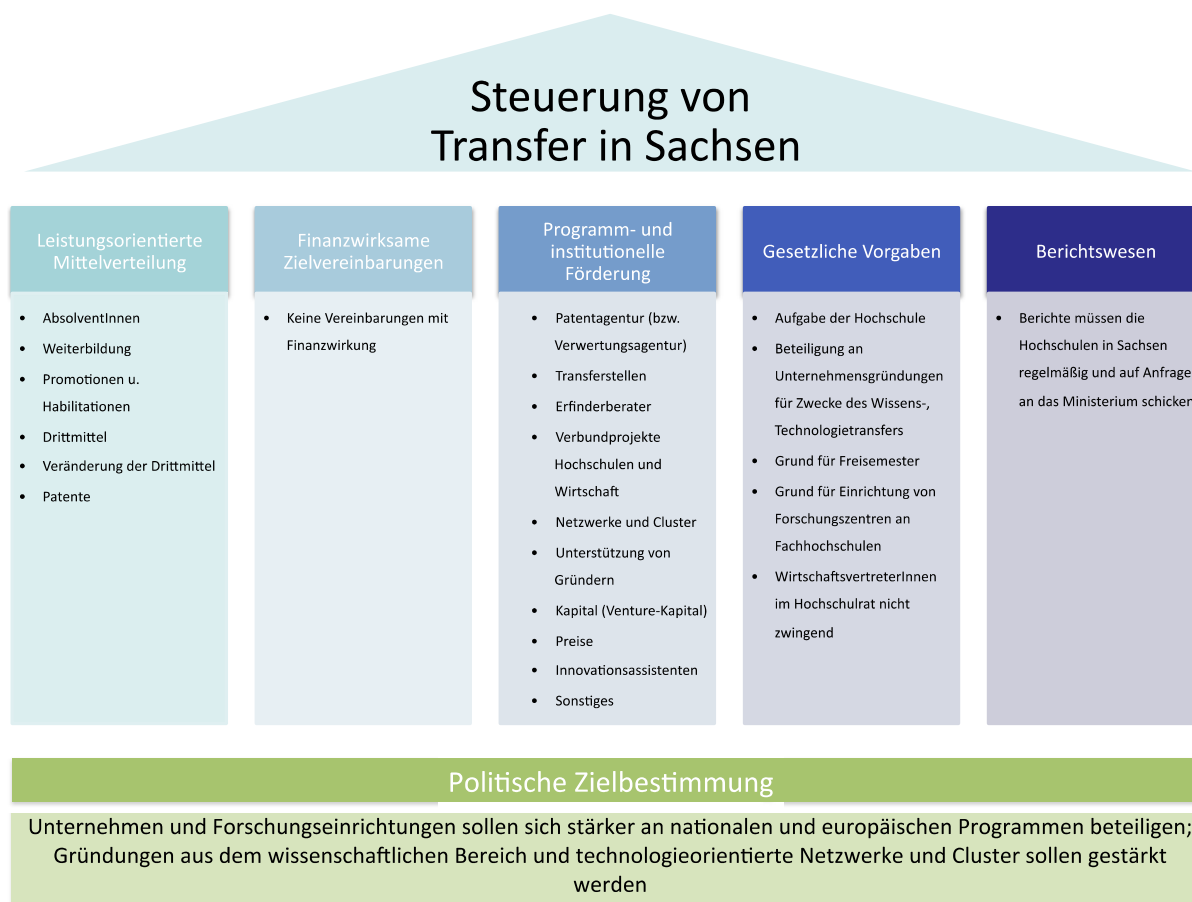 Steuerung von
Transfer in Sachsen
Leistungsorientierte
Mittelverteilung
• AbsolventInnen
• Weiterbildung
• Promotionen u.
Habilitationen
• Drittmittel
• Veränderung der Drittmittel
• Patente
Finanzwirksame
Zielvereinbarungen
• Keine Vereinbarungen mit
Finanzwirkung
Programm- und
institutionelle
Förderung
• Patentagentur (bzw.
Verwertungsagentur)
• Transferstellen
• Erfinderberater
• Verbundprojekte
Hochschulen und
Wirtschaft
• Netzwerke und Cluster
• Unterstützung von
Gründern
• Kapital (Venture-Kapital)
• Preise
• Innovationsassistenten
• Sonstiges
Gesetzliche Vorgaben
• Aufgabe der Hochschule
• Beteiligung an
Unternehmensgründungen
für Zwecke des Wissens-,
Technologietransfers
• Grund für Freisemester
• Grund für Einrichtung von
Forschungszentren an
Fachhochschulen
• WirtschaftsvertreterInnen
im Hochschulrat nicht
zwingend
Berichtswesen
• Berichte müssen die
Hochschulen in Sachsen
regelmäßig und auf Anfrage
an das Ministerium schicken
Politische Zielbestimmung
Unternehmen und Forschungseinrichtungen sollen sich stärker an nationalen und europäischen Programmen beteiligen;
Gründungen aus dem wissenschaftlichen Bereich und technologieorientierte Netzwerke und Cluster sollen gestärkt
werden